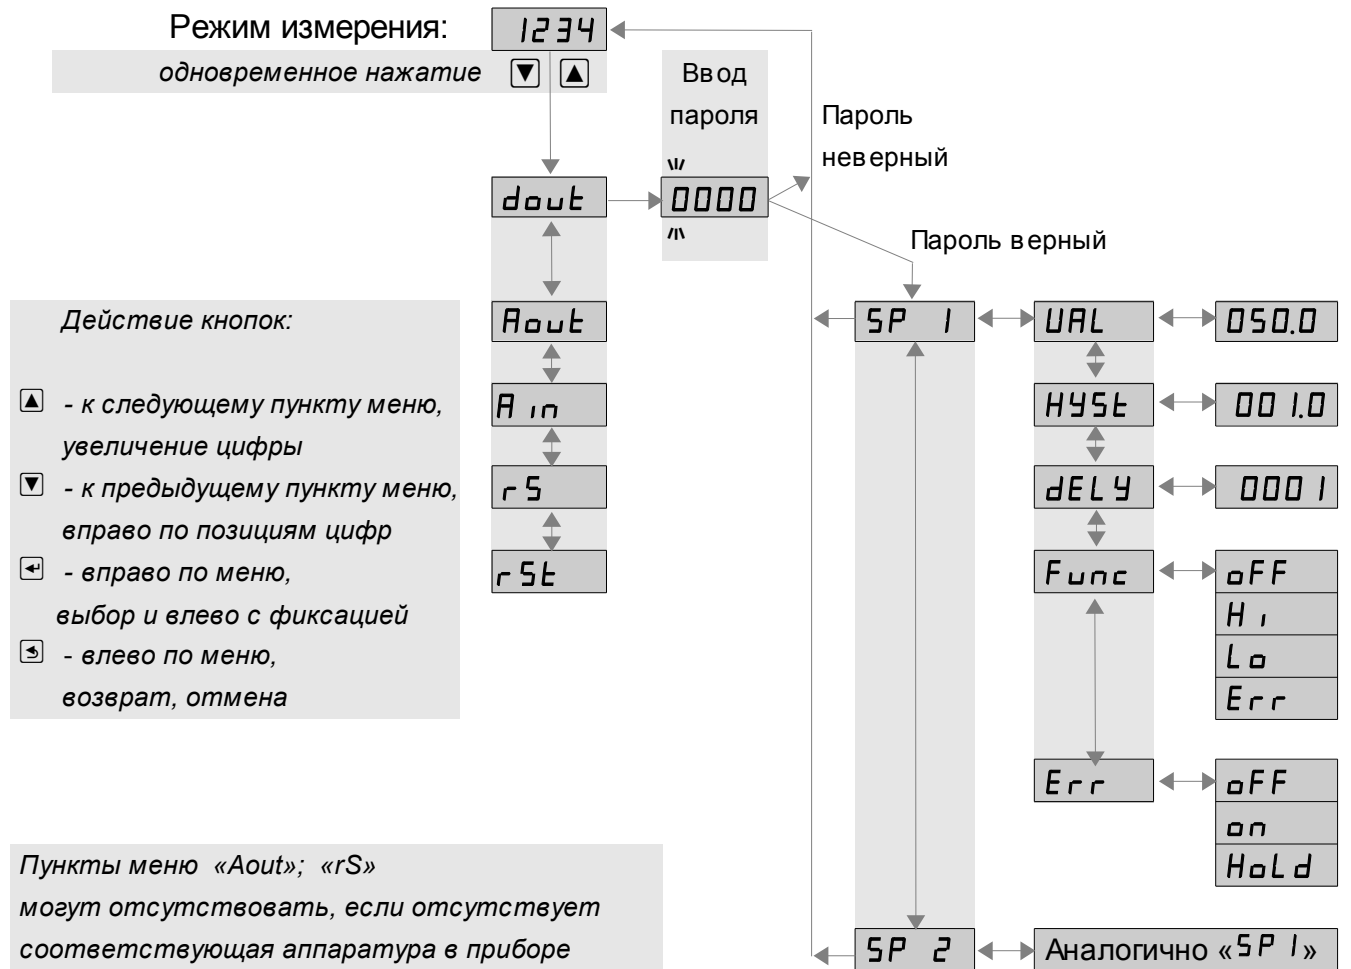 Режим измерения: 1234
одновременное нажатие
Ввод
пароля
Пароль
неверный
dout
0000
Пароль верный
Действие кнопок:
- к следующему пункту меню,
увеличение цифры
- к предыдущему пункту меню,
вправо по позициям цифр
- вправо по меню,
выбор и влево с фиксацией
- влево по меню,
возврат, отмена
Aout
A in
rS
rSt
SP 1
UAL
050.0
HYSt
001.0
dELY
0001
Func
oFF
Hi
Lo
Err
Err
oFF
on
HoLd
Пункты меню «Aout»; «rS»
могут отсутствовать, если отсутствует
соответствующая аппаратура в приборе
SP 2
Аналогично «SP 1»